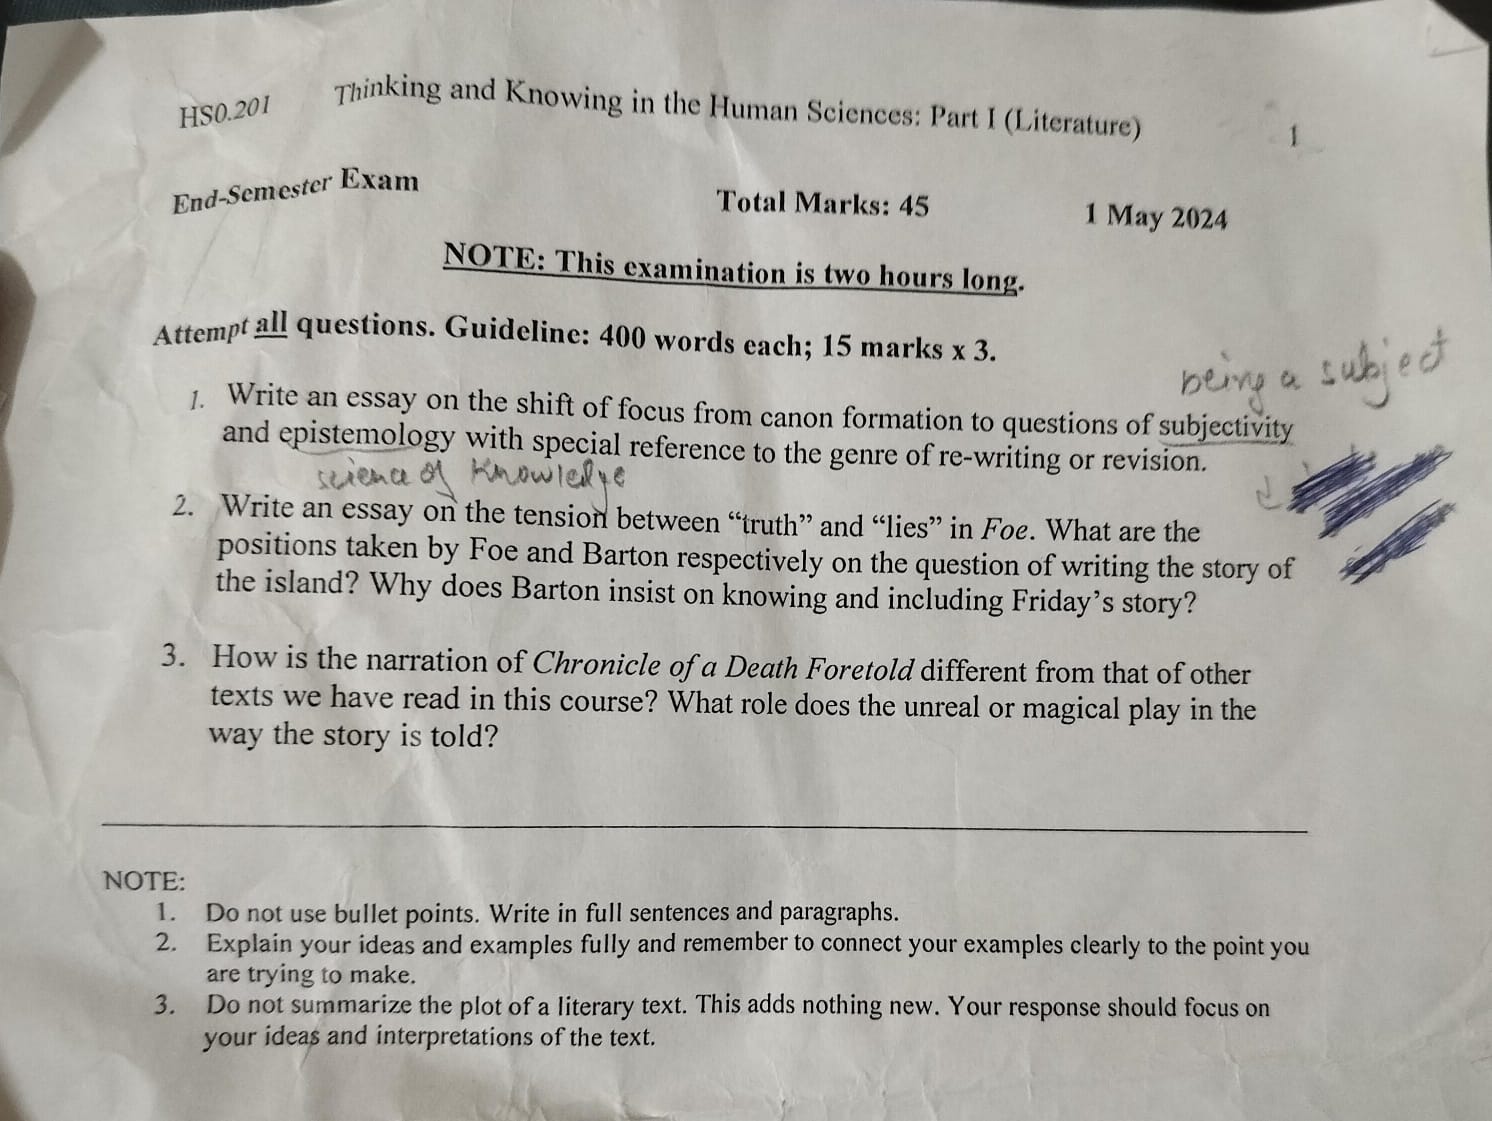 HS0.201 Thinking and Knowing in the Human Sciences: Part I (Literature) 1
End-Semester Exam Total Marks: 45 1 May 2024
NOTE: This examination is two hours long.
Attempt all questions. Guideline: 400 words each; 15 marks x 3.
being a subject
1. Write an essay on the shift of focus from canon formation to questions of subjectivity
and epistemology with special reference to the genre of re-writing or revision.
science of Knowledge
2. Write an essay on the tension between “truth” and “lies” in Foe. What are the
positions taken by Foe and Barton respectively on the question of writing the story of
the island? Why does Barton insist on knowing and including Friday’s story?
3. How is the narration of Chronicle of a Death Foretold different from that of other
texts we have read in this course? What role does the unreal or magical play in the
way the story is told?
NOTE:
1. Do not use bullet points. Write in full sentences and paragraphs.
2. Explain your ideas and examples fully and remember to connect your examples clearly to the point you
are trying to make.
3. Do not summarize the plot of a literary text. This adds nothing new. Your response should focus on
your ideas and interpretations of the text.